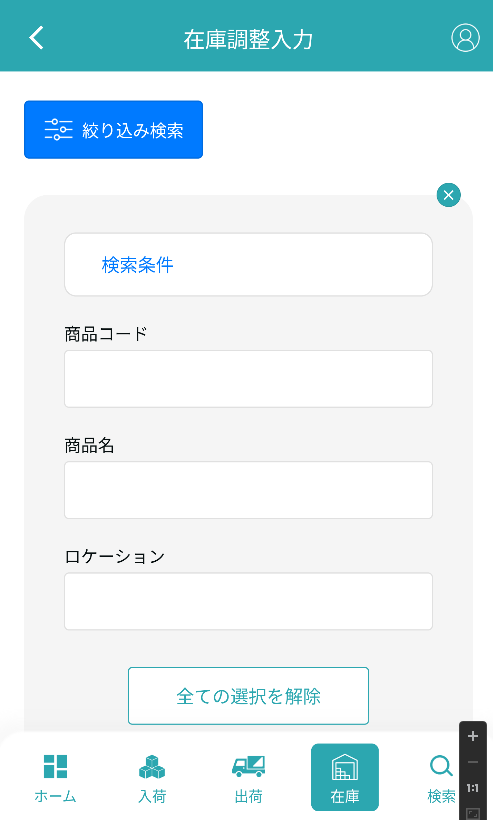 在庫調整入力
絞り込み検索
検索条件
商品コード
商品名
ロケーション
全ての選択を解除
ホーム
入荷
出荷
在庫
検索
1:1